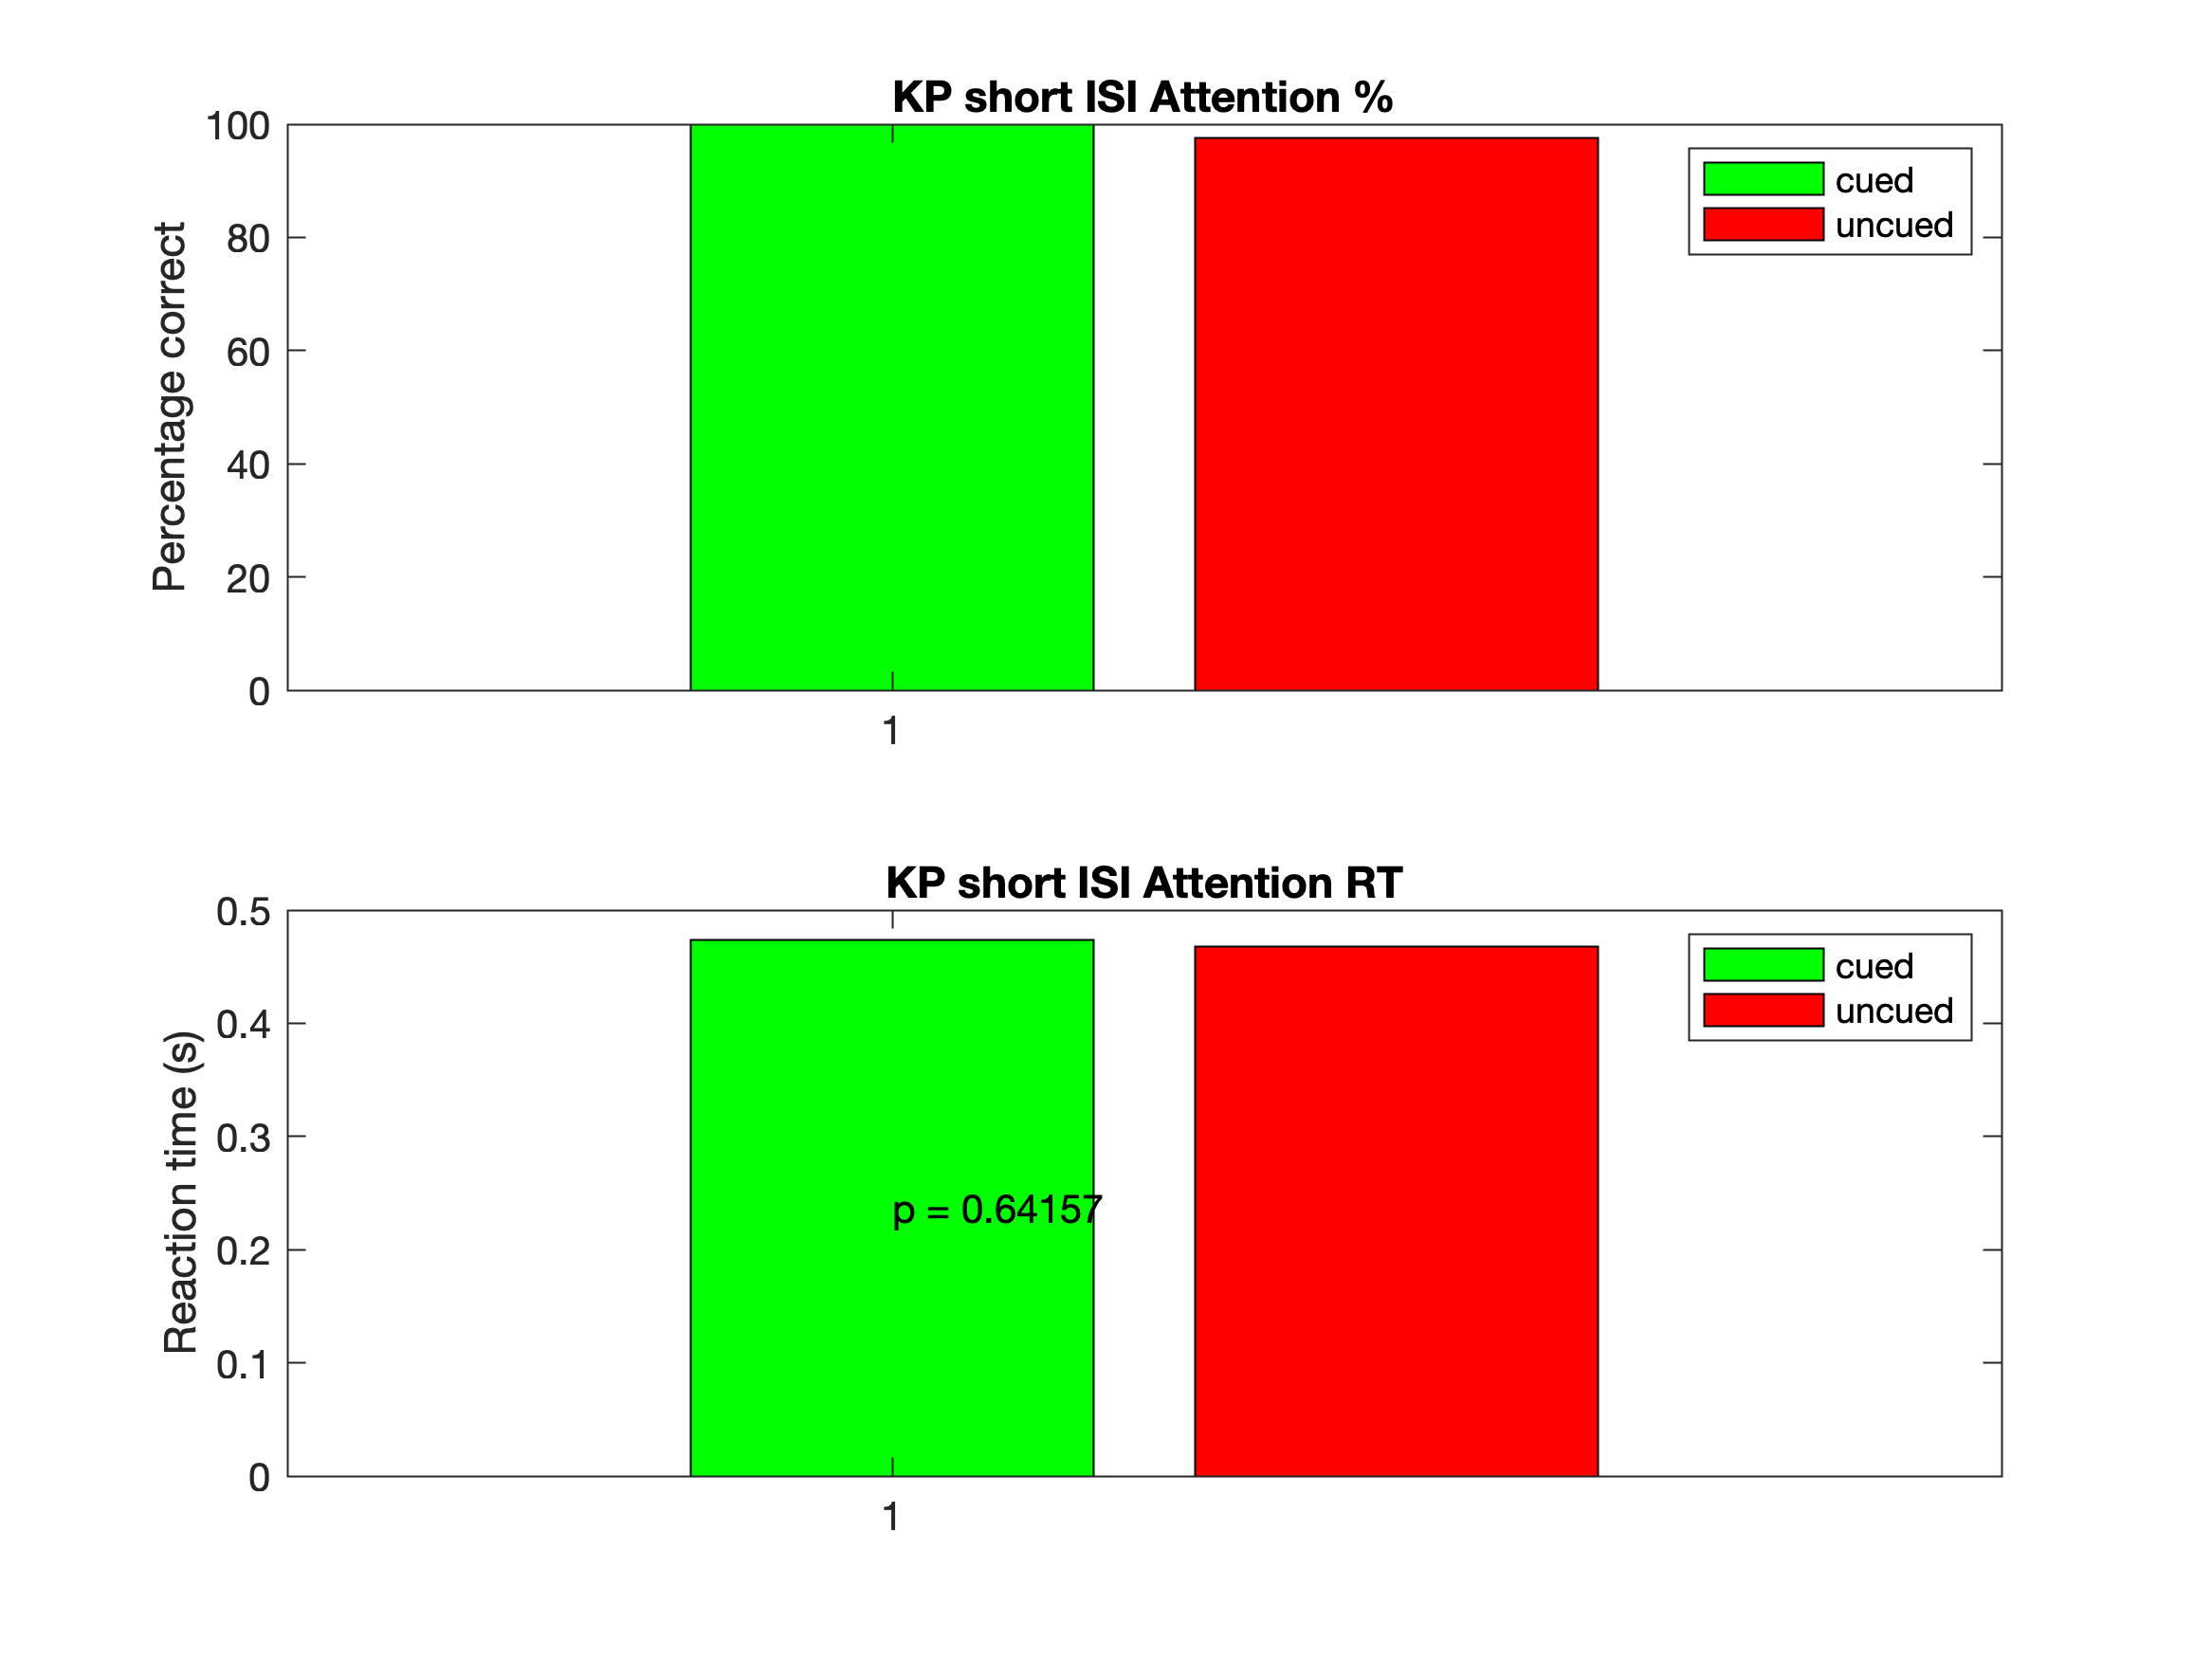 KP short ISI Attention %
100
80
60
40
20
0
Percentage correct
cued
uncued
1
KP short ISI Attention RT
0.5
0.4
0.3
0.2
0.1
0
Reaction time (s)
cued
uncued
p = 0.64157
1